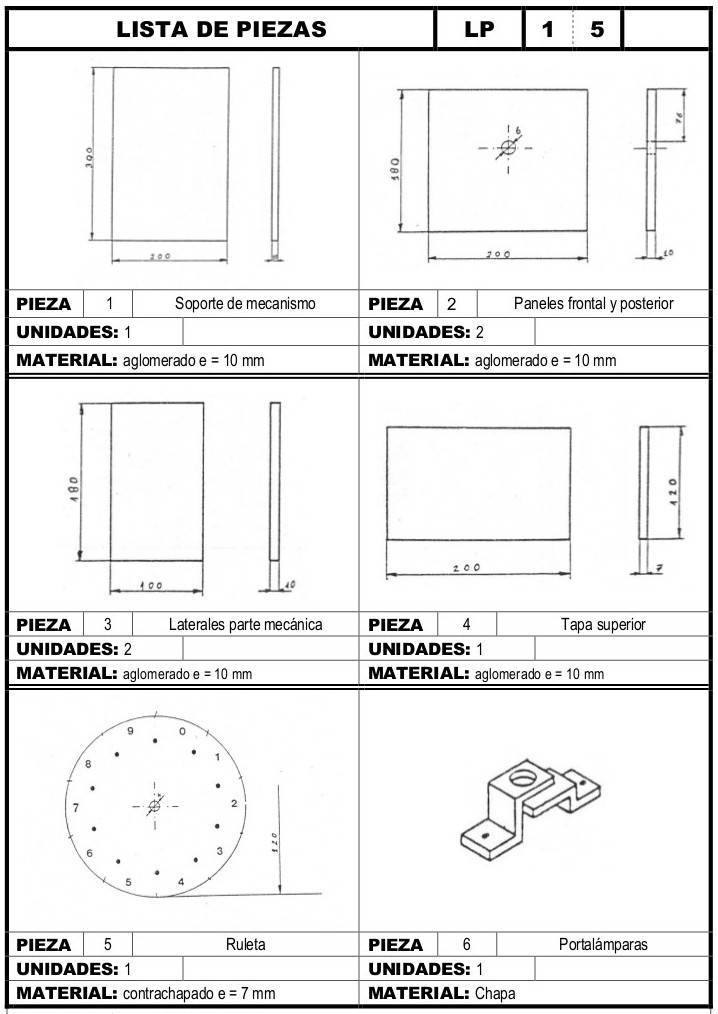 LISTA DE PIEZAS LP 1 5
300
200
180
6
76
200
10
PIEZA 1 Soporte de mecanismo
UNIDADES: 1
MATERIAL: aglomerado e = 10 mm
PIEZA 2 Paneles frontal y posterior
UNIDADES: 2
MATERIAL: aglomerado e = 10 mm
180
100
10
200
120
7
PIEZA 3 Laterales parte mecánica
UNIDADES: 2
MATERIAL: aglomerado e = 10 mm
PIEZA 4 Tapa superior
UNIDADES: 1
MATERIAL: aglomerado e = 10 mm
9 0
8 1
7 2
6 3
5 4
120
PIEZA 5 Ruleta
UNIDADES: 1
MATERIAL: contrachapado e = 7 mm
PIEZA 6 Portalámparas
UNIDADES: 1
MATERIAL: Chapa